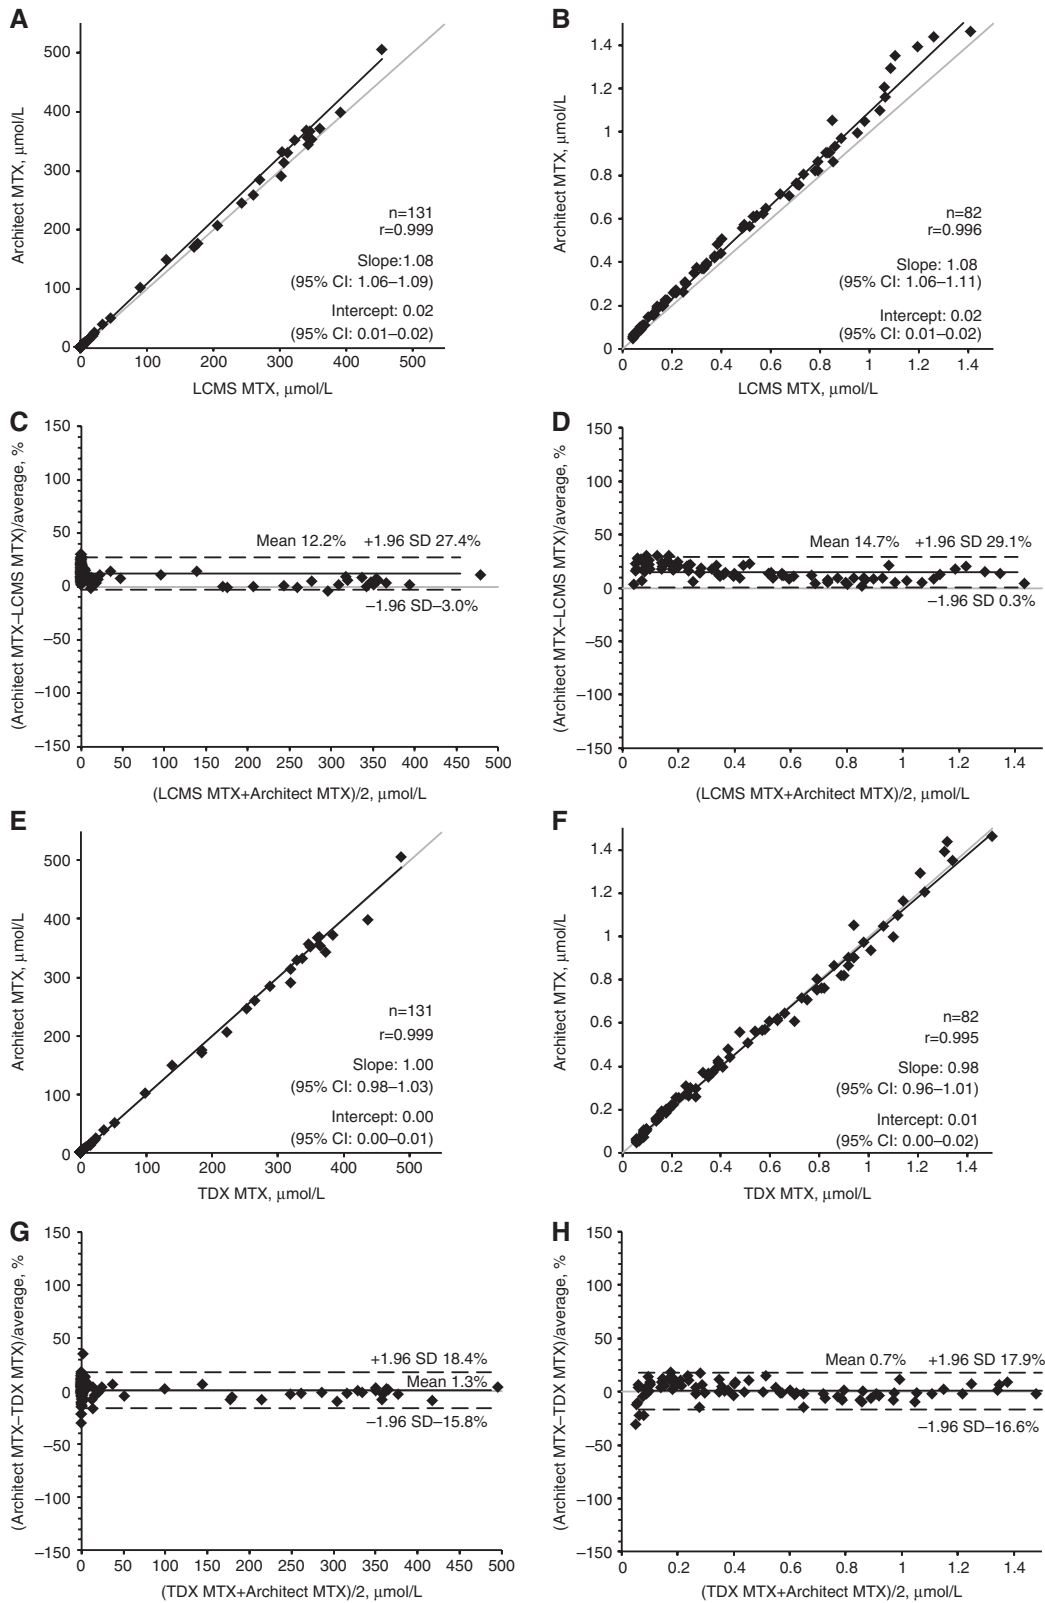 A
Architect MTX, μmol/L
500
400
300
200
100
0
0
100
200
300
400
500
n=131
r=0.999
Slope:1.08
(95% CI: 1.06–1.09)
Intercept: 0.02
(95% CI: 0.01–0.02)
LCMS MTX, μmol/L
B
Architect MTX, μmol/L
1.4
1.2
1
0.8
0.6
0.4
0.2
0
0
0.2
0.4
0.6
0.8
1
1.2
1.4
n=82
r=0.996
Slope: 1.08
(95% CI: 1.06–1.11)
Intercept: 0.02
(95% CI: 0.01–0.02)
LCMS MTX, μmol/L
C
(Architect MTX–LCMS MTX)/average, %
150
100
50
0
–50
–100
–150
Mean 12.2%
+1.96 SD 27.4%
–1.96 SD–3.0%
0
50
100
150
200
250
300
350
400
450
500
(LCMS MTX+Architect MTX)/2, μmol/L
D
(Architect MTX–LCMS MTX)/average, %
150
100
50
0
–50
–100
–150
Mean 14.7%
+1.96 SD 29.1%
–1.96 SD 0.3%
0
0.2
0.4
0.6
0.8
1
1.2
1.4
(LCMS MTX+Architect MTX)/2, μmol/L
E
Architect MTX, μmol/L
500
400
300
200
100
0
0
100
200
300
400
500
n=131
r=0.999
Slope: 1.00
(95% CI: 0.98–1.03)
Intercept: 0.00
(95% CI: 0.00–0.01)
TDX MTX, μmol/L
F
Architect MTX, μmol/L
1.4
1.2
1
0.8
0.6
0.4
0.2
0
0
0.2
0.4
0.6
0.8
1
1.2
1.4
n=82
r=0.995
Slope: 0.98
(95% CI: 0.96–1.01)
Intercept: 0.01
(95% CI: 0.00–0.02)
TDX MTX, μmol/L
G
(Architect MTX–TDX MTX)/average, %
150
100
50
0
–50
–100
–150
+1.96 SD 18.4%
Mean 1.3%
–1.96 SD–15.8%
0
50
100
150
200
250
300
350
400
450
500
(TDX MTX+Architect MTX)/2, μmol/L
H
(Architect MTX–TDX MTX)/average, %
150
100
50
0
–50
–100
–150
Mean 0.7%
+1.96 SD 17.9%
–1.96 SD–16.6%
0
0.2
0.4
0.6
0.8
1
1.2
1.4
(TDX MTX+Architect MTX)/2, μmol/L